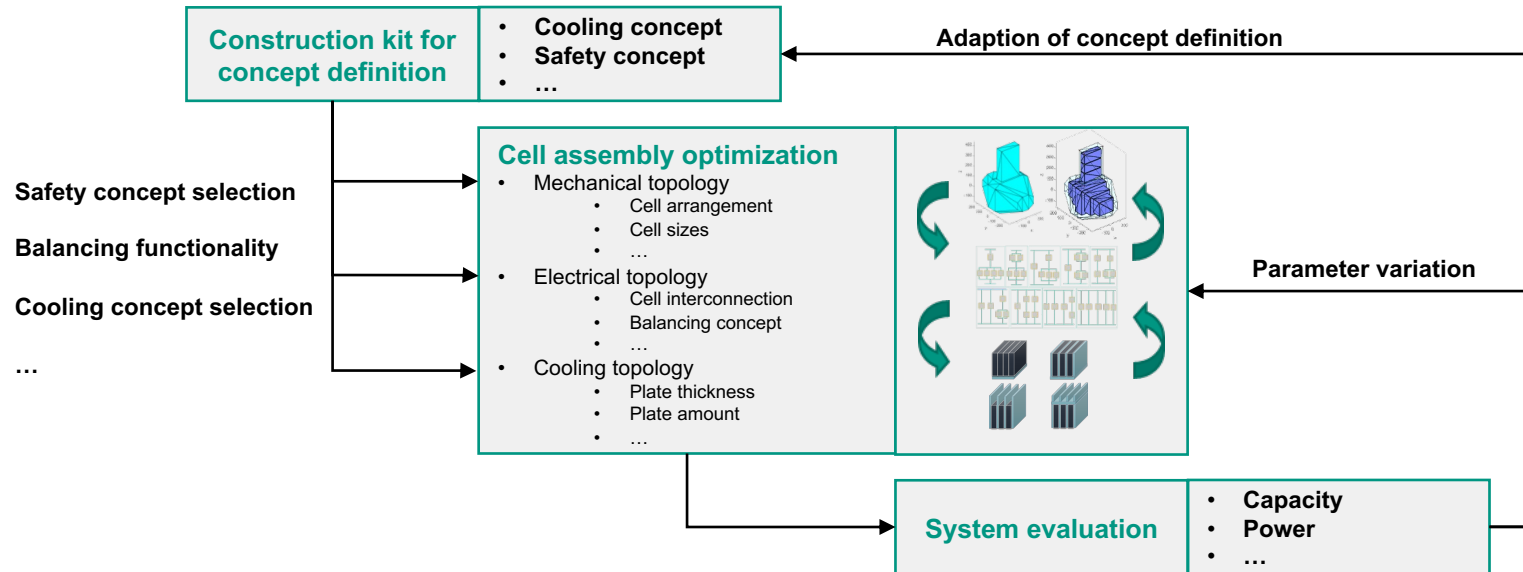 Construction kit for
concept definition
• Cooling concept
• Safety concept
• …
Adaption of concept definition
Safety concept selection
Balancing functionality
Cooling concept selection
…
Cell assembly optimization
• Mechanical topology
• Cell arrangement
• Cell sizes
• …
• Electrical topology
• Cell interconnection
• Balancing concept
• …
• Cooling topology
• Plate thickness
• Plate amount
• …
Parameter variation
System evaluation
• Capacity
• Power
• …